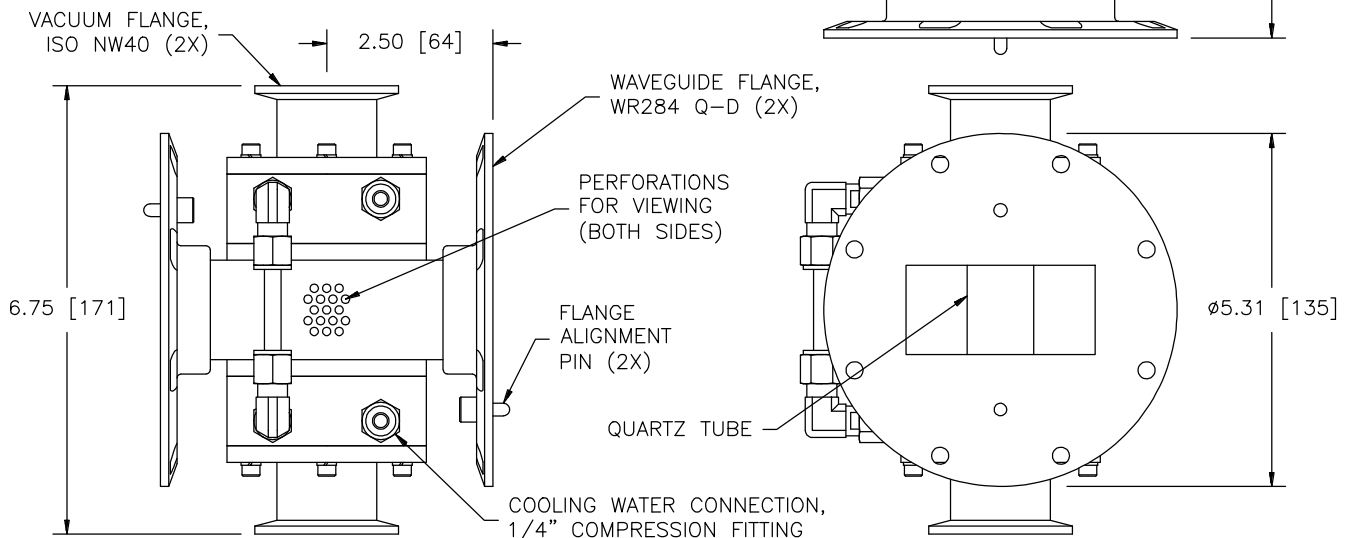 VACUUM FLANGE,
ISO NW40 (2X)
2.50 [64]
WAVEGUIDE FLANGE,
WR284 Q-D (2X)
PERFORATIONS
FOR VIEWING
(BOTH SIDES)
6.75 [171]
FLANGE
ALIGNMENT
PIN (2X)
⌀5.31 [135]
QUARTZ TUBE
COOLING WATER CONNECTION,
1/4" COMPRESSION FITTING